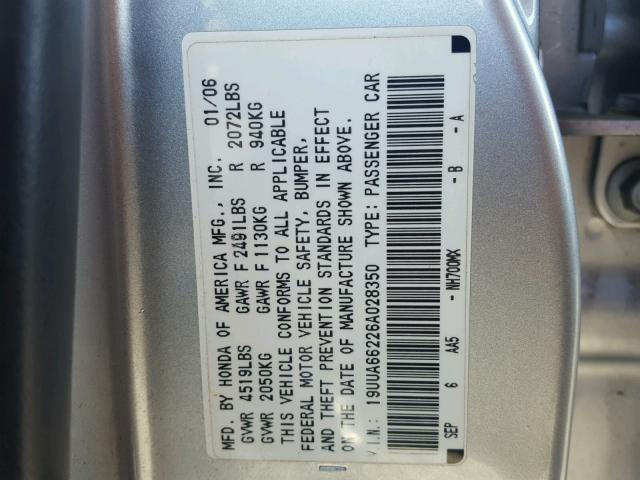 MFD. BY HONDA OF AMERICA MFG., INC. 01/06
GVWR 4519LBS GAWR F 2491LBS R 2072LBS
GVWR 2050KG GAWR F 1130KG R 940KG
THIS VEHICLE CONFORMS TO ALL APPLICABLE
FEDERAL MOTOR VEHICLE SAFETY, BUMPER,
AND THEFT PREVENTION STANDARDS IN EFFECT
ON THE DATE OF MANUFACTURE SHOWN ABOVE.
V.I.N.: 19UUA66226A028350 TYPE: PASSENGER CAR
SEP 6 AA5 - NH700MX - B - A